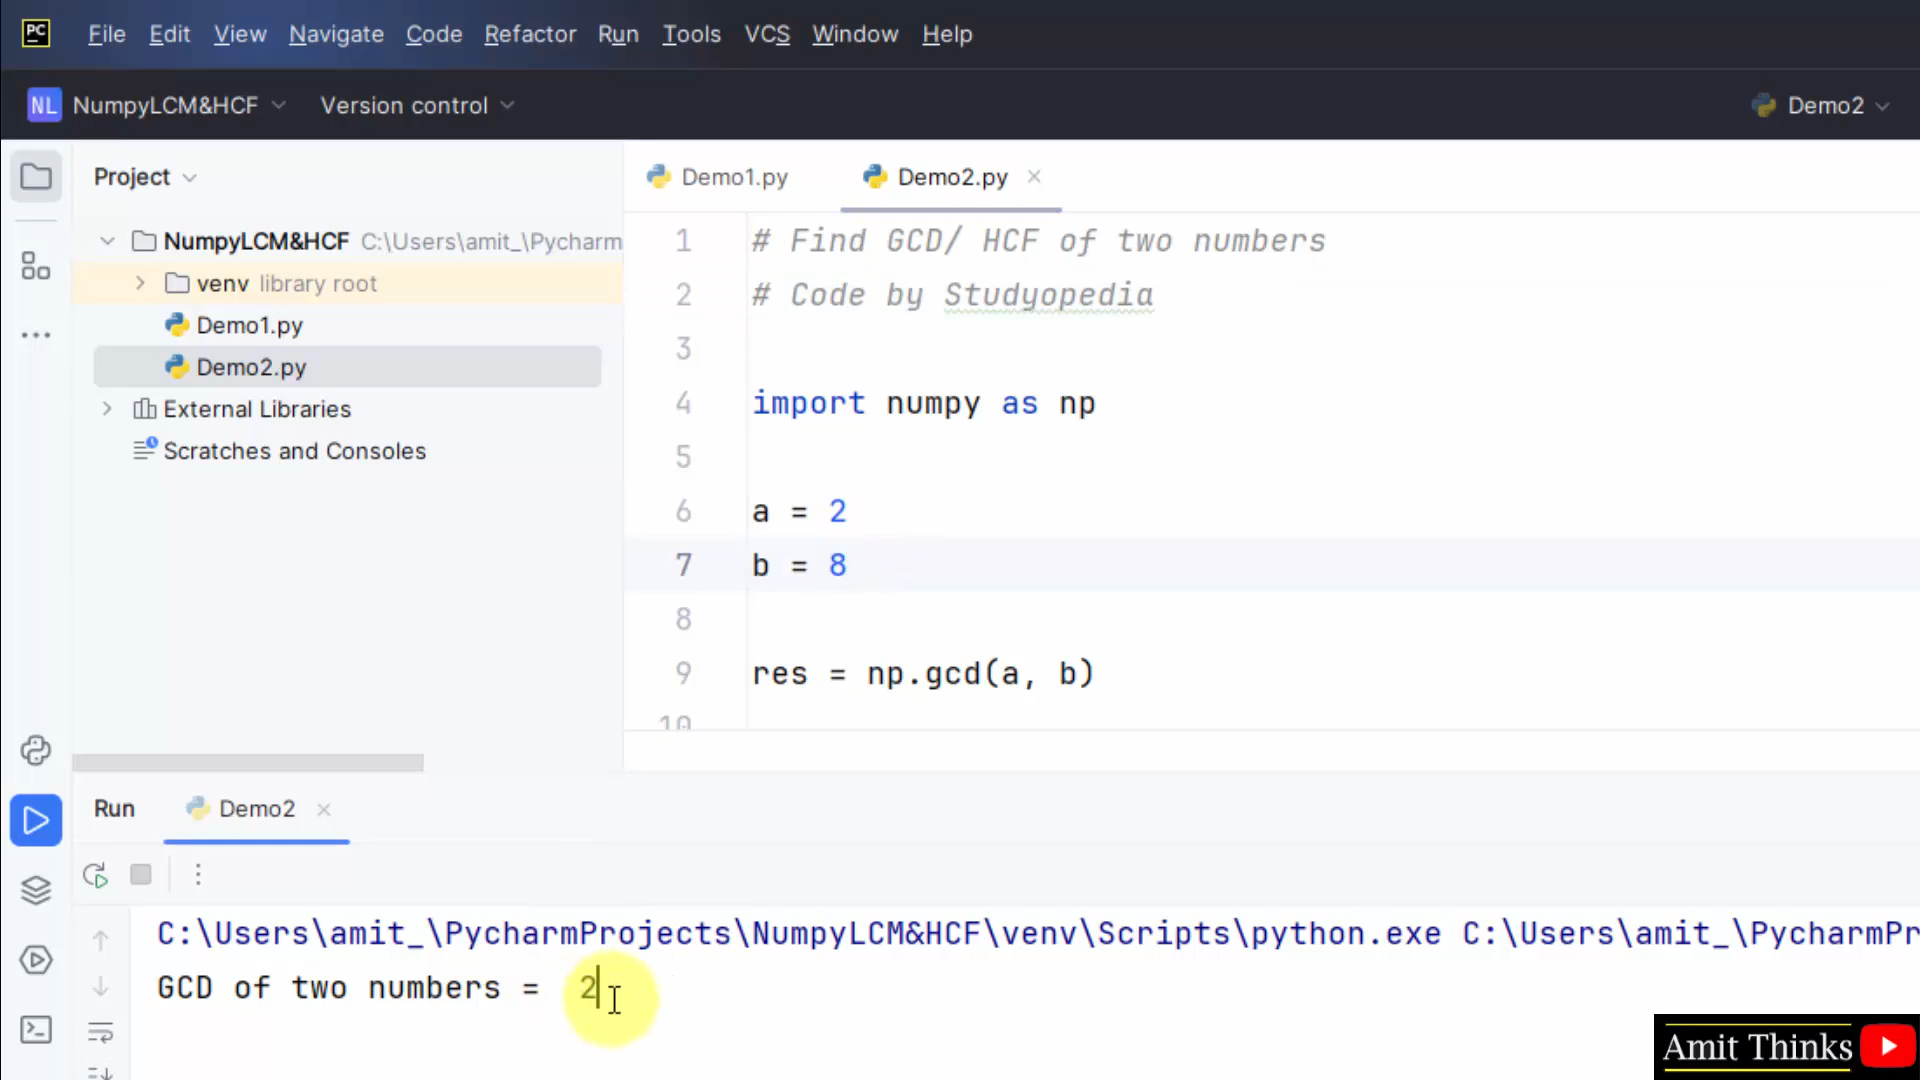 PC File Edit View Navigate Code Refactor Run Tools VCS Window Help
NL NumpyLCM&HCF Version control Demo2
Project
NumpyLCM&HCF C:\Users\amit_\Pycharm
venv library root
Demo1.py
Demo2.py
External Libraries
Scratches and Consoles
Demo1.py Demo2.py
1 # Find GCD/ HCF of two numbers
2 # Code by Studyopedia
3
4 import numpy as np
5
6 a = 2
7 b = 8
8
9 res = np.gcd(a, b)
10
Run Demo2
C:\Users\amit_\PycharmProjects\NumpyLCM&HCF\venv\Scripts\python.exe C:\Users\amit_\PycharmPr
GCD of two numbers =  2
Amit Thinks